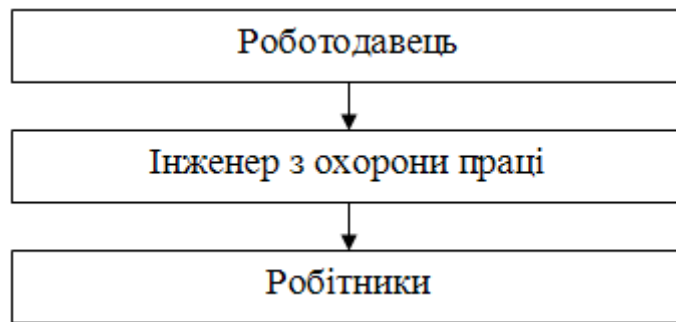 Роботодавець
Інженер з охорони праці
Робітники